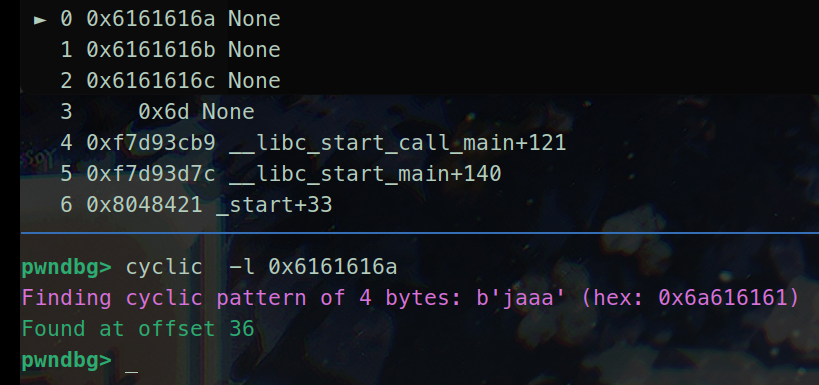 ► 0 0x6161616a None
1 0x6161616b None
2 0x6161616c None
3 0x6d None
4 0xf7d93cb9 __libc_start_call_main+121
5 0xf7d93d7c __libc_start_main+140
6 0x8048421 _start+33
pwndbg> cyclic -l 0x6161616a
Finding cyclic pattern of 4 bytes: b'jaaa' (hex: 0x6a616161)
Found at offset 36
pwndbg> _